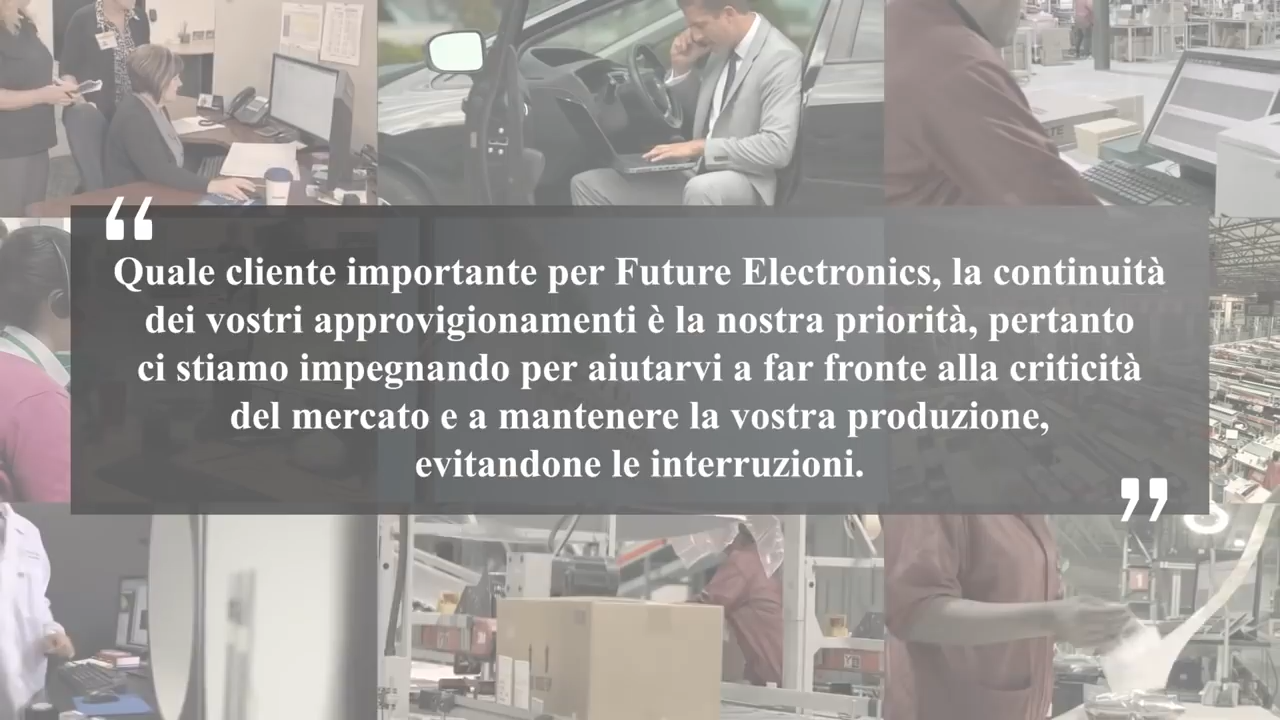 “
Quale cliente importante per Future Electronics, la continuità
dei vostri approvigionamenti è la nostra priorità, pertanto
ci stiamo impegnando per aiutarvi a far fronte alla criticità
del mercato e a mantenere la vostra produzione,
evitandone le interruzioni.
”